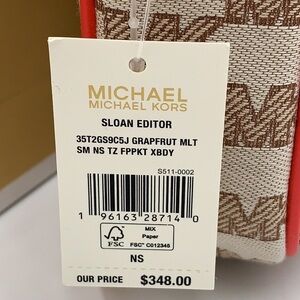 MICHAEL
MICHAEL KORS
SLOAN EDITOR
35T2GS9C5J GRAPFRUT MLT
SM NS TZ FPPKT XBDY
S511-0002
1 96163 28714 0
FSC
MIX
Paper
FSC® C012345
NS
OUR PRICE $348.00